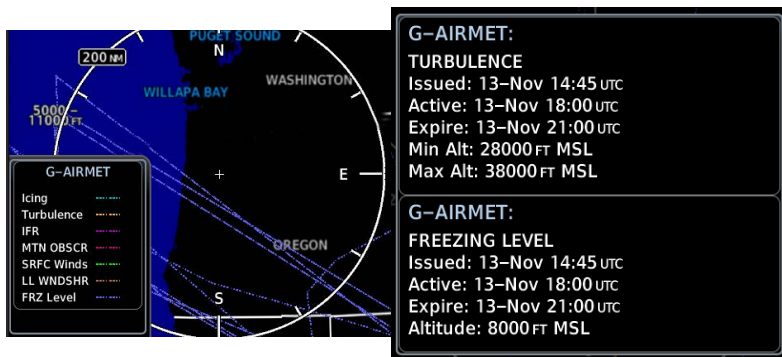 PUGET SOUND
N
200 NM
WASHINGTON
WILLAPA BAY
5000 –
11000 FT.
E
OREGON
S
G–AIRMET
Icing
Turbulence
IFR
MTN OBSCR
SRFC Winds
LL WNDSHR
FRZ Level
G–AIRMET:
TURBULENCE
Issued: 13–Nov 14:45 UTC
Active: 13–Nov 18:00 UTC
Expire: 13–Nov 21:00 UTC
Min Alt: 28000 FT MSL
Max Alt: 38000 FT MSL
G–AIRMET:
FREEZING LEVEL
Issued: 13–Nov 14:45 UTC
Active: 13–Nov 18:00 UTC
Expire: 13–Nov 21:00 UTC
Altitude: 8000 FT MSL